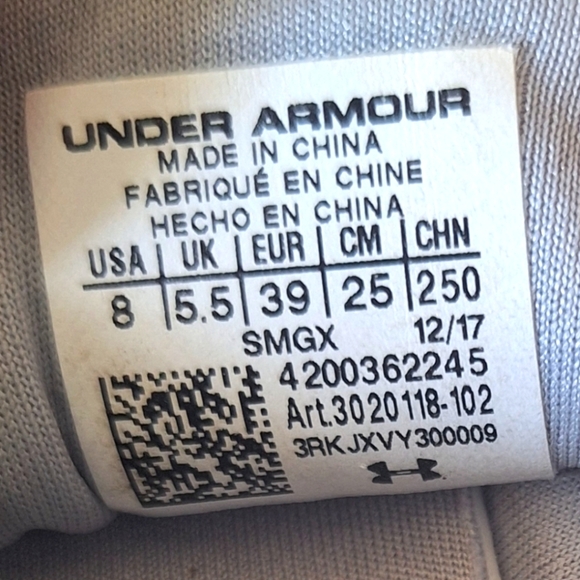 UNDER ARMOUR
MADE IN CHINA
FABRIQUÉ EN CHINE
HECHO EN CHINA
USA UK EUR CM CHN
8 5.5 39 25 250
SMGX 12/17
4200362245
Art.3020118-102
3RKJXVY300009